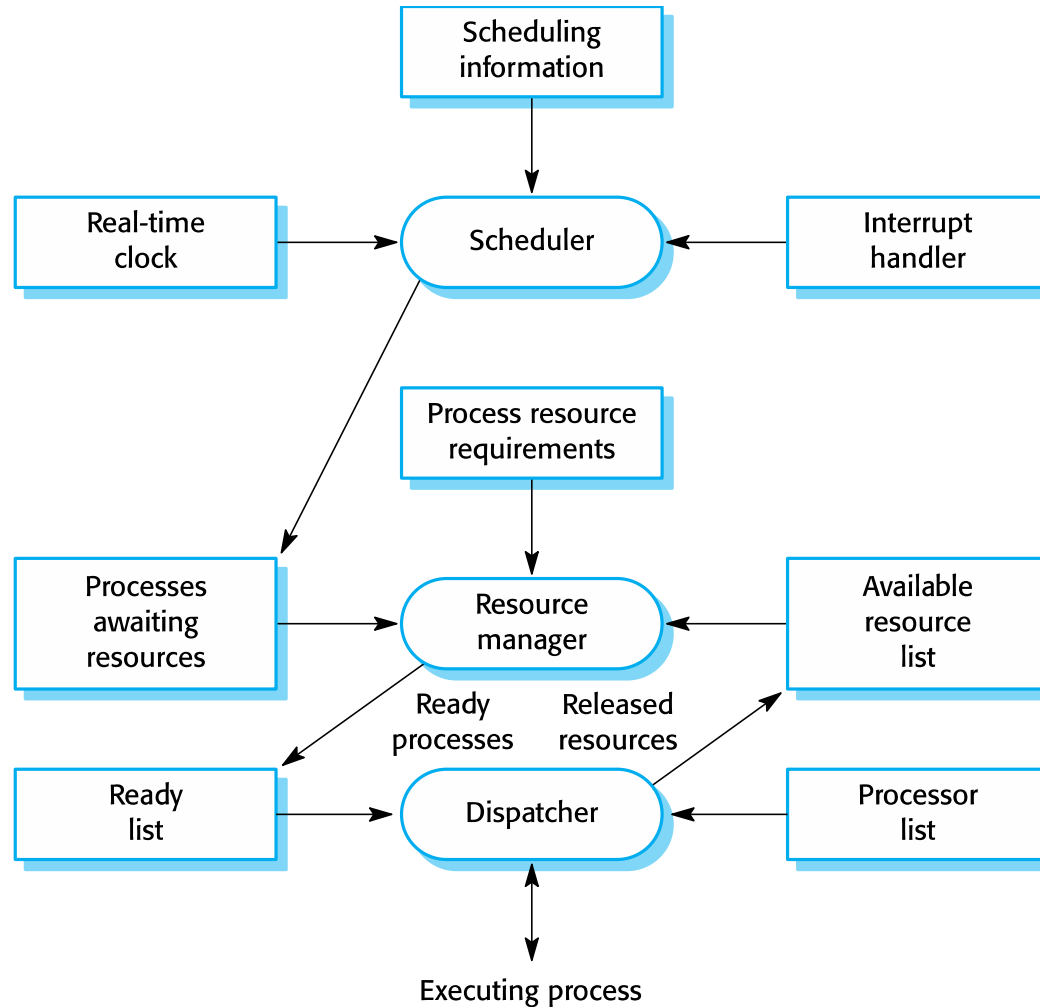 Scheduling
information
Real-time
clock
Scheduler
Interrupt
handler
Process resource
requirements
Processes
awaiting
resources
Resource
manager
Available
resource
list
Ready
processes
Released
resources
Ready
list
Dispatcher
Processor
list
Executing process